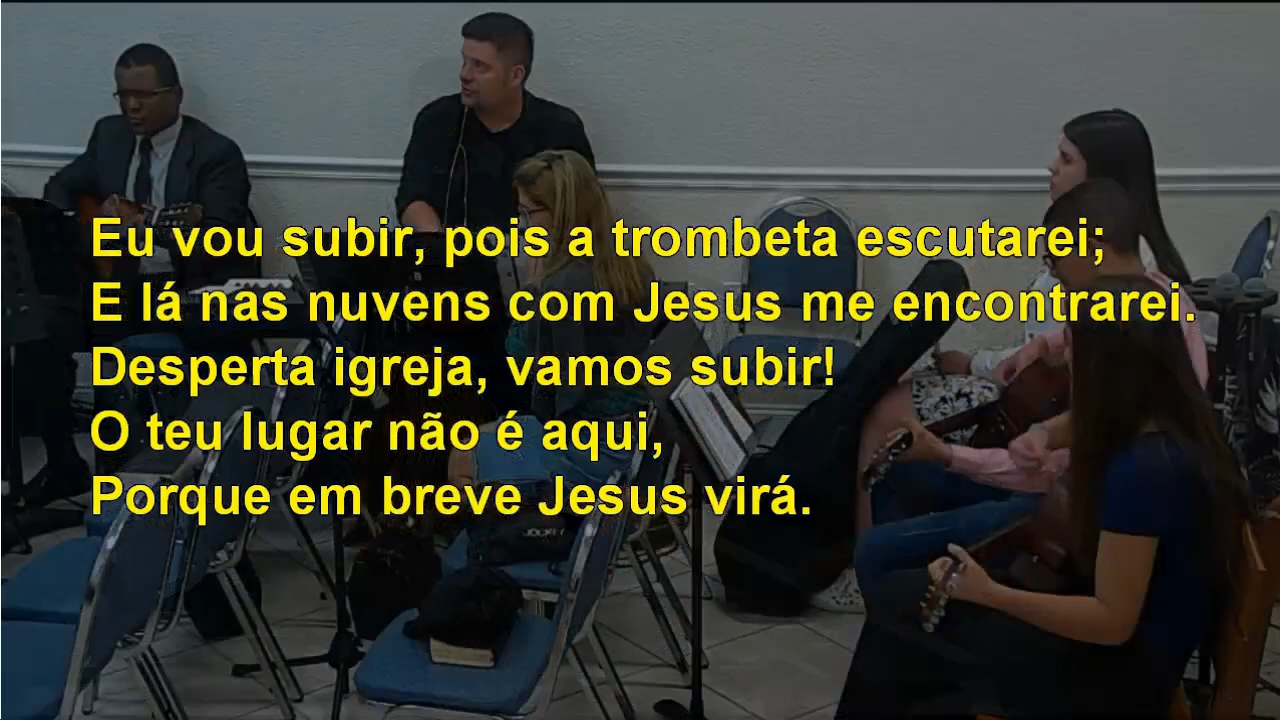 Eu vou subir, pois a trombeta escutarei;
E lá nas nuvens com Jesus me encontrarei.
Desperta igreja, vamos subir!
O teu lugar não é aqui,
Porque em breve Jesus virá.